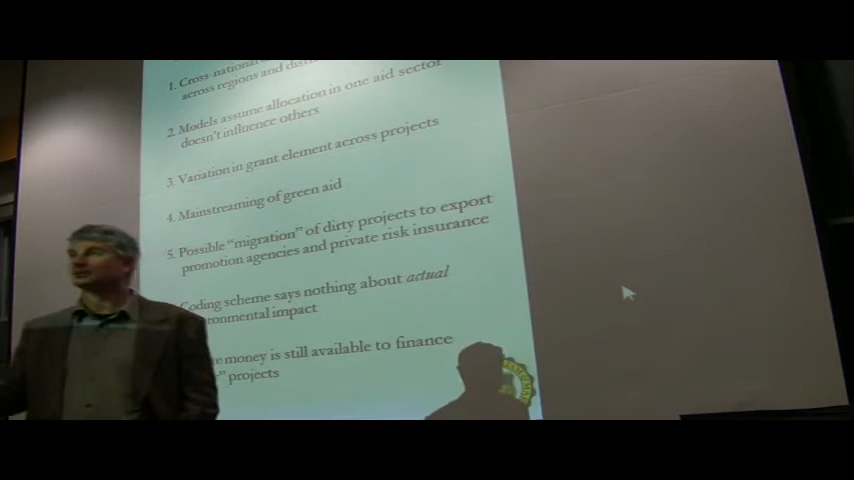 1. Cross-national
across regions and
2. Models assume allocation in one aid sector
doesn't influence others
3. Variation in grant element across projects
4. Mainstreaming of green aid
5. Possible "migration" of dirty projects to export
promotion agencies and private risk insurance
Coding scheme says nothing about actual
impact
money is still available to finance
projects